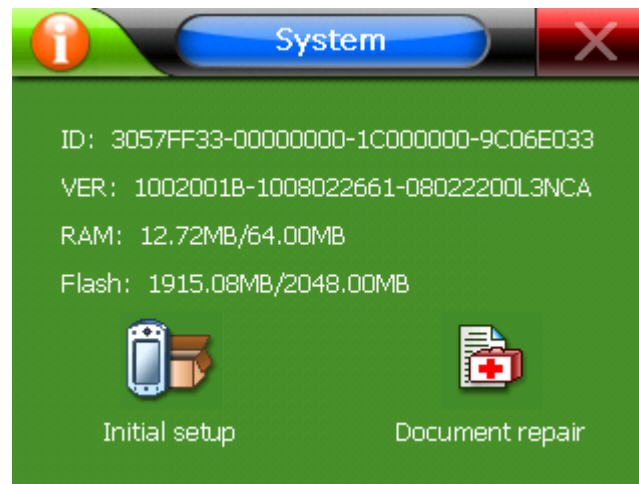 System
ID: 3057FF33-00000000-1C000000-9C06E033
VER: 1002001B-1008022661-08022200L3NCA
RAM: 12.72MB/64.00MB
Flash: 1915.08MB/2048.00MB
Initial setup
Document repair